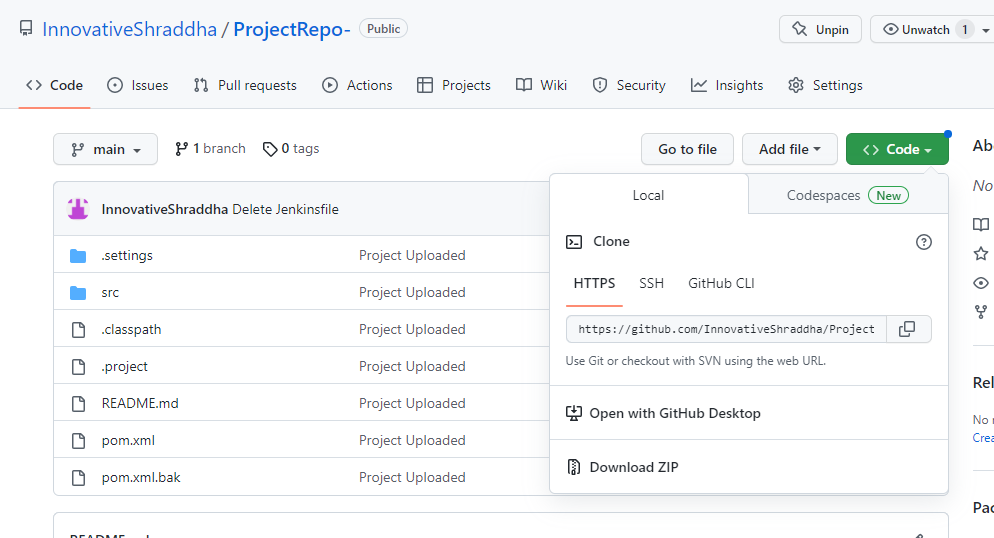 InnovativeShraddha / ProjectRepo- Public Unpin Unwatch 1
Code Issues Pull requests Actions Projects Wiki Security Insights Settings
main 1 branch 0 tags Go to file Add file Code
InnovativeShraddha Delete Jenkinsfile
.settings Project Uploaded
src Project Uploaded
.classpath Project Uploaded
.project Project Uploaded
README.md Project Uploaded
pom.xml Project Uploaded
pom.xml.bak Project Uploaded
Local Codespaces New
Clone
HTTPS SSH GitHub CLI
https://github.com/InnovativeShraddha/Project
Use Git or checkout with SVN using the web URL.
Open with GitHub Desktop
Download ZIP
Ab
No
Rel
No
Crea
Pac